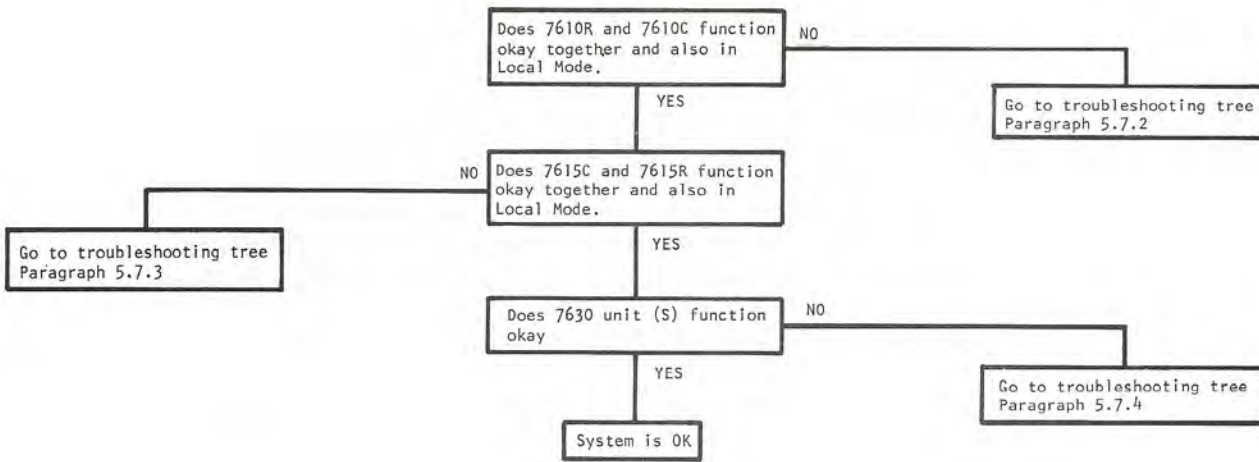 Does 7610R and 7610C function
okay together and also in
Local Mode.
NO
YES
Go to troubleshooting tree
Paragraph 5.7.2
NO
Does 7615C and 7615R function
okay together and also in
Local Mode.
YES
Go to troubleshooting tree
Paragraph 5.7.3
Does 7630 unit (S) function
okay
NO
YES
Go to troubleshooting tree
Paragraph 5.7.4
System is OK